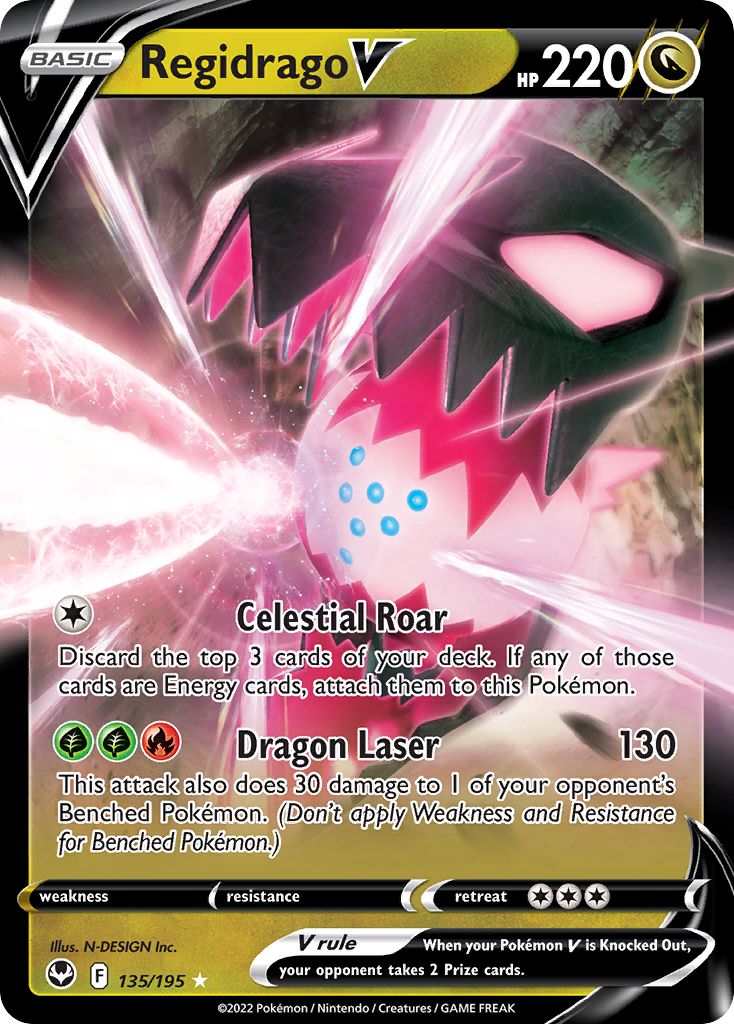 BASIC
Regidrago V
HP 220
Celestial Roar
Discard the top 3 cards of your deck. If any of those
cards are Energy cards, attach them to this Pokémon.
Dragon Laser 130
This attack also does 30 damage to 1 of your opponent's
Benched Pokémon. (Don't apply Weakness and Resistance
for Benched Pokémon.)
weakness resistance retreat
Illus. N-DESIGN Inc.
V rule
When your Pokémon V is Knocked Out,
your opponent takes 2 Prize cards.
F 135/195
©2022 Pokémon / Nintendo / Creatures / GAME FREAK